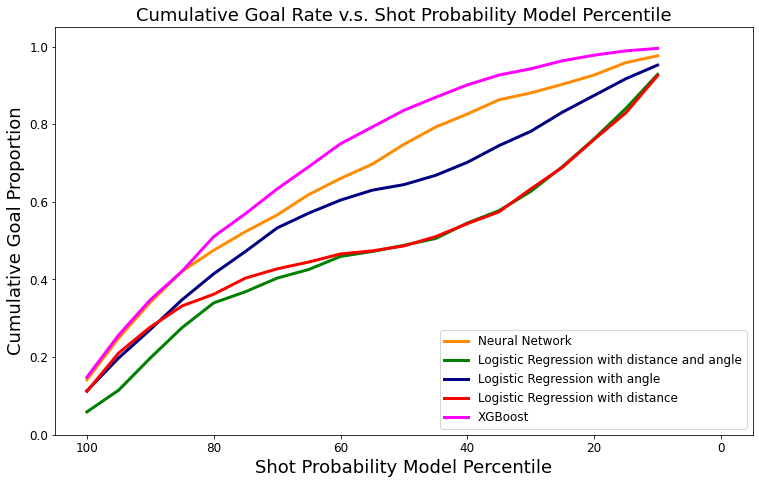 Cumulative Goal Rate v.s. Shot Probability Model Percentile
Cumulative Goal Proportion
1.0
0.8
0.6
0.4
0.2
0.0
Neural Network
Logistic Regression with distance and angle
Logistic Regression with angle
Logistic Regression with distance
XGBoost
100 80 60 40 20 0
Shot Probability Model Percentile